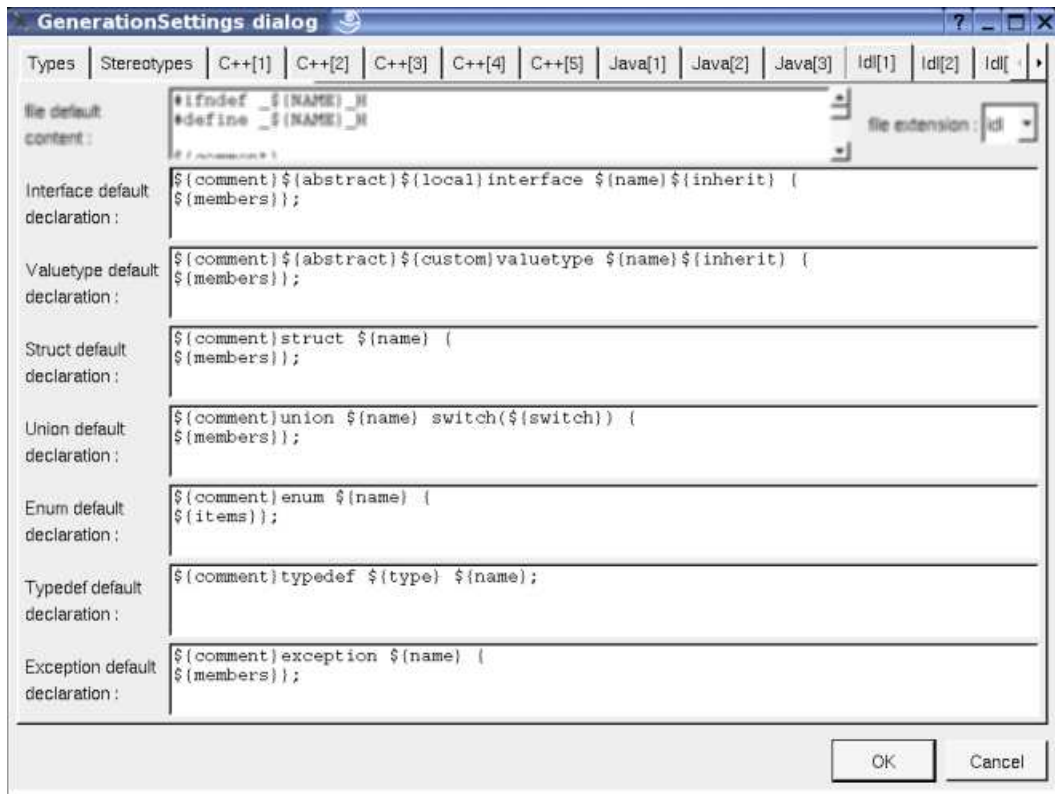 GenerationSettings dialog
Types Stereotypes C++[1] C++[2] C++[3] C++[4] C++[5] Java[1] Java[2] Java[3] Idl[1] Idl[2] Idl[
file default
content :
#ifndef _${NAME}_H
#define _${NAME}_H
${comment}
file extension : idl
Interface default
declaration :
${comment}${abstract}${local}interface ${name}${inherit} {
${members}};
Valuetype default
declaration :
${comment}${abstract}${custom}valuetype ${name}${inherit} {
${members}};
Struct default
declaration :
${comment}struct ${name} {
${members}};
Union default
declaration :
${comment}union ${name} switch(${switch}) {
${members}};
Enum default
declaration :
${comment}enum ${name} {
${items}};
Typedef default
declaration :
${comment}typedef ${type} ${name};
Exception default
declaration :
${comment}exception ${name} {
${members}};
OK Cancel